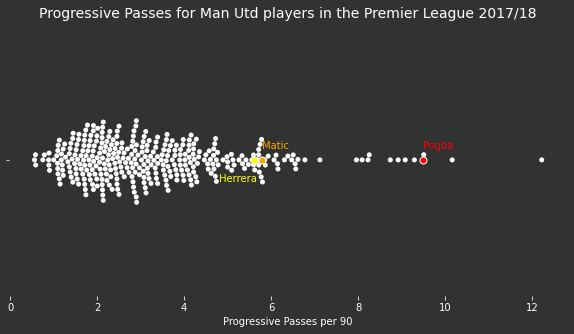 Progressive Passes for Man Utd players in the Premier League 2017/18
Matic
Pogba
Herrera
0 2 4 6 8 10 12
Progressive Passes per 90